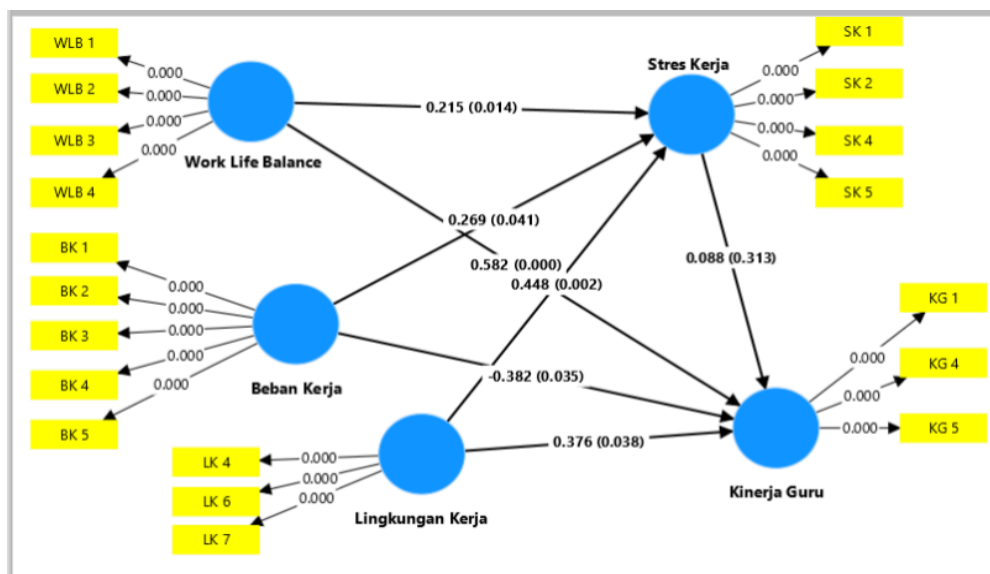 WLB 1
0.000
WLB 2
0.000
WLB 3
0.000
WLB 4
0.000
Work Life Balance
0.215 (0.014)
Stres Kerja
SK 1
0.000
SK 2
0.000
SK 4
0.000
SK 5
0.000
BK 1
0.000
BK 2
0.000
BK 3
0.000
BK 4
0.000
BK 5
0.000
Beban Kerja
0.269 (0.041)
0.582 (0.000)
0.448 (0.002)
0.088 (0.313)
-0.382 (0.035)
0.376 (0.038)
LK 4
0.000
LK 6
0.000
LK 7
0.000
Lingkungan Kerja
Kinerja Guru
KG 1
0.000
KG 4
0.000
KG 5
0.000